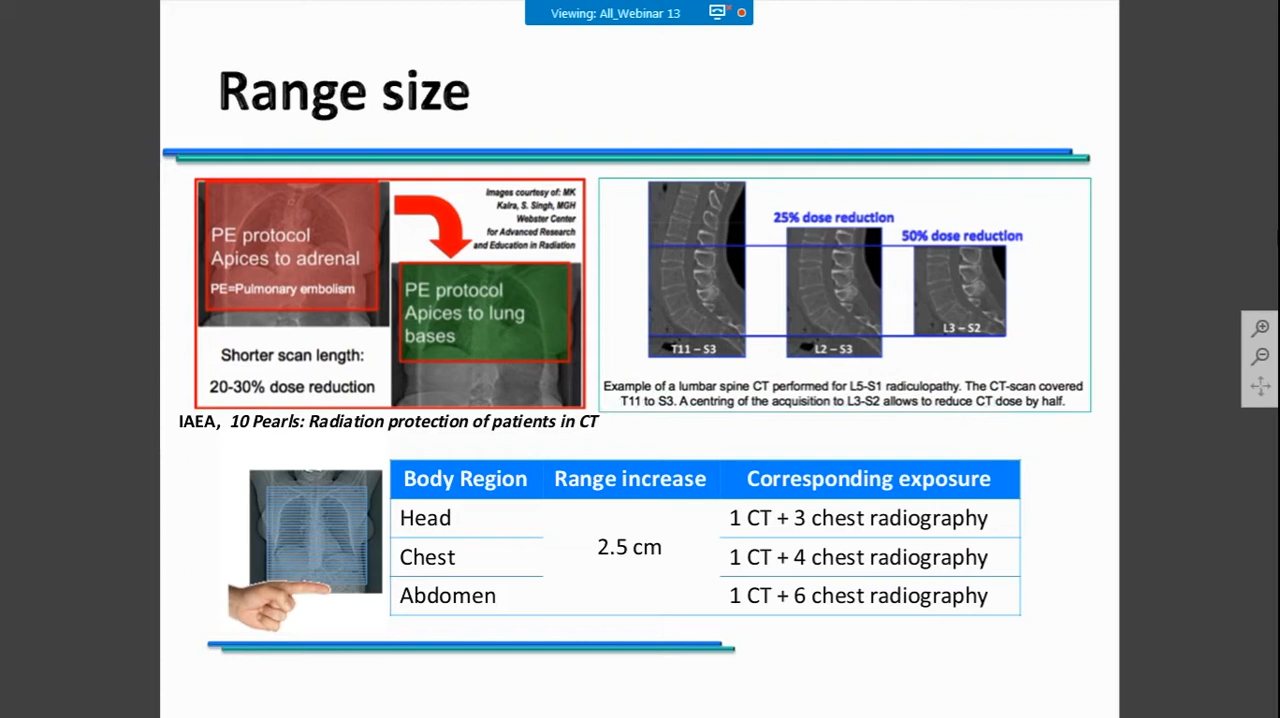 Viewing: All_Webinar 13
Range size
PE protocol
Apices to adrenal
PE=Pulmonary embolism
Shorter scan length:
20-30% dose reduction
Images courtesy of: MK
Kalra, S. Singh, MGH
Webster Center
for Advanced Research
and Education in Radiation
PE protocol
Apices to lung
bases
25% dose reduction
50% dose reduction
T11 – S3
L2 – S3
L3 – S2
Example of a lumbar spine CT performed for L5-S1 radiculopathy. The CT-scan covered
T11 to S3. A centring of the acquisition to L3-S2 allows to reduce CT dose by half.
IAEA, 10 Pearls: Radiation protection of patients in CT
Body Region Range increase Corresponding exposure
Head 1 CT + 3 chest radiography
2.5 cm
Chest 1 CT + 4 chest radiography
Abdomen 1 CT + 6 chest radiography